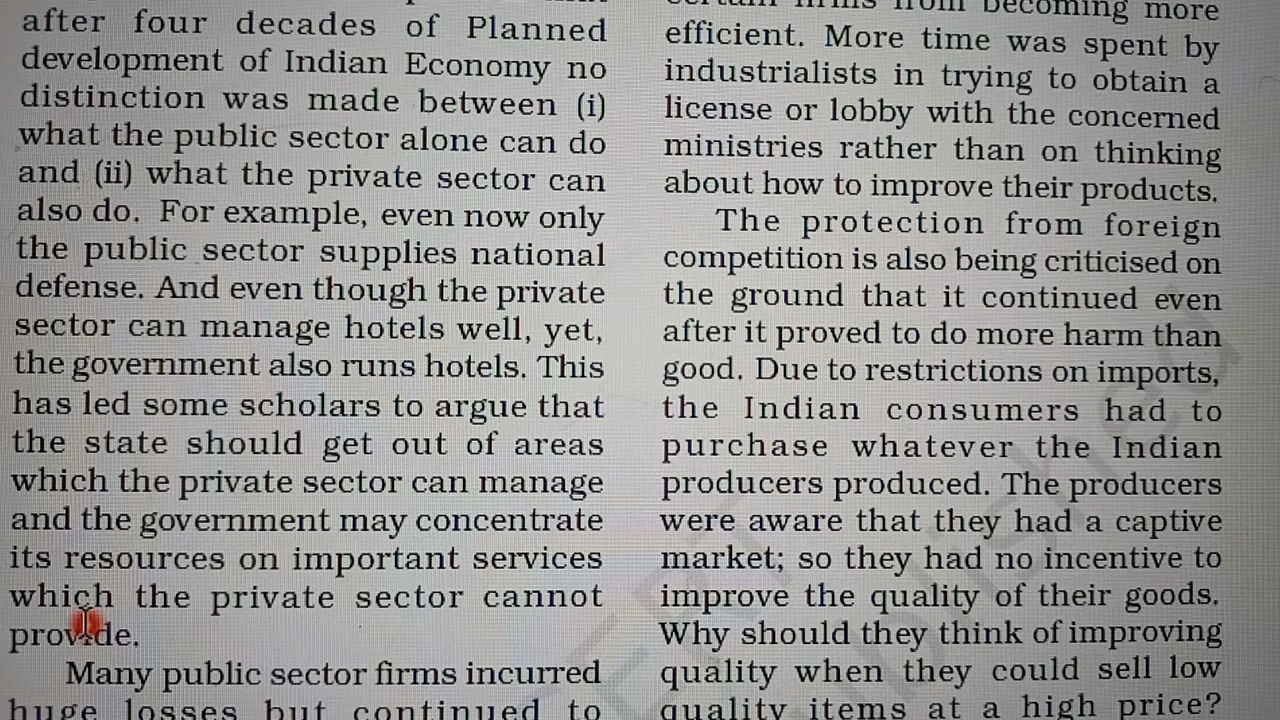 after four decades of Planned
development of Indian Economy no
distinction was made between (i)
what the public sector alone can do
and (ii) what the private sector can
also do. For example, even now only
the public sector supplies national
defense. And even though the private
sector can manage hotels well, yet,
the government also runs hotels. This
has led some scholars to argue that
the state should get out of areas
which the private sector can manage
and the government may concentrate
its resources on important services
which the private sector cannot
provide.
Many public sector firms incurred
huge losses but continued to
certain firms from becoming more
efficient. More time was spent by
industrialists in trying to obtain a
license or lobby with the concerned
ministries rather than on thinking
about how to improve their products.
The protection from foreign
competition is also being criticised on
the ground that it continued even
after it proved to do more harm than
good. Due to restrictions on imports,
the Indian consumers had to
purchase whatever the Indian
producers produced. The producers
were aware that they had a captive
market; so they had no incentive to
improve the quality of their goods.
Why should they think of improving
quality when they could sell low
quality items at a high price?